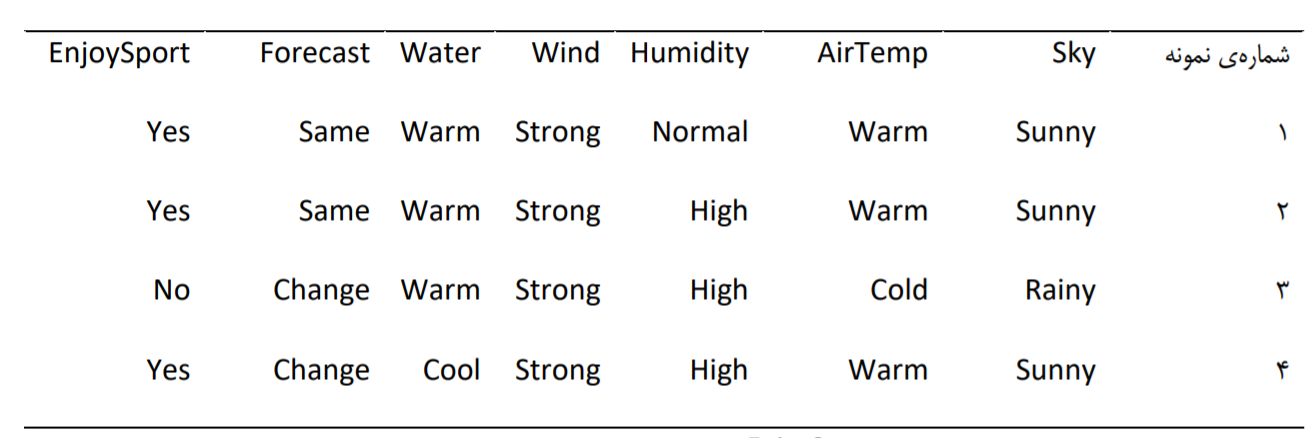 شماره‌ی نمونه Sky AirTemp Humidity Wind Water Forecast EnjoySport
۱ Sunny Warm Normal Strong Warm Same Yes
۲ Sunny Warm High Strong Warm Same Yes
۳ Rainy Cold High Strong Warm Change No
۴ Sunny Warm High Strong Cool Change Yes